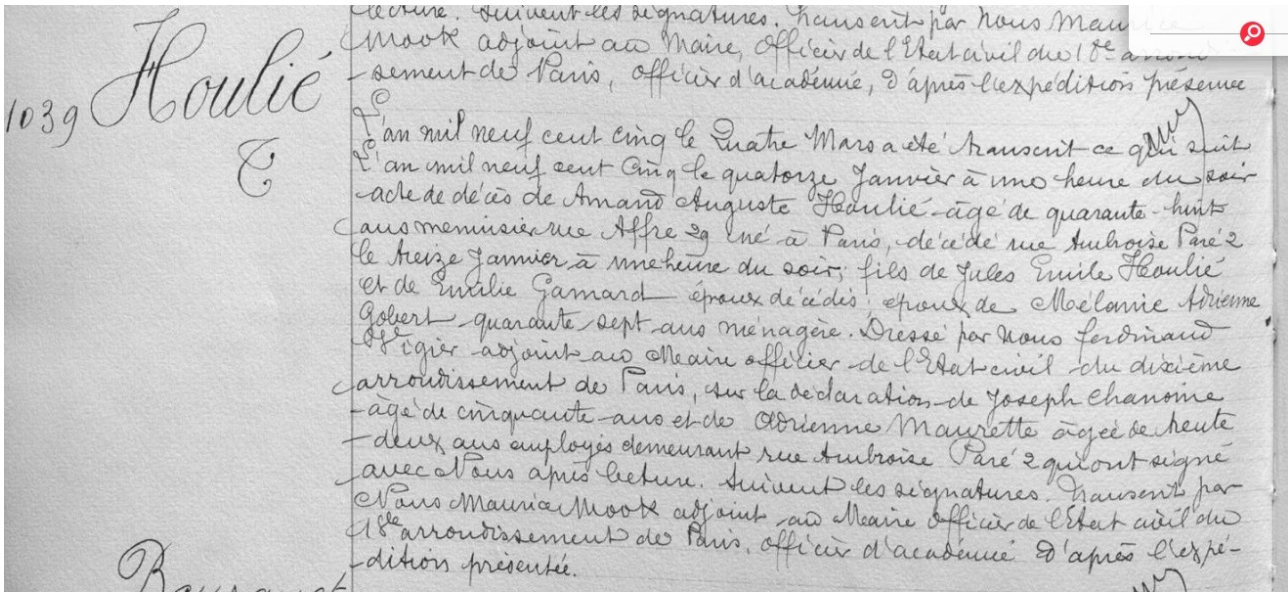 lecture. Suivent les signatures. Transcrit par Nous Mau
Mook adjoint au Maire, Officier de l'Etat civil du 18e arron
-sement de Paris, officier d'académie, D'après l'expédition présentée
1039 Houlié
T
L'an mil neuf cent cinq le Quatre Mars a été transcrit ce qui suit
L'an mil neuf cent Cinq le quatorze Janvier à une heure du soir
acte de décès de Amand Auguste Houlié âgé de quarante-huit
ans menuisier rue Affre 29 né à Paris, décédé rue Ambroise Paré 2
le treize Janvier à une heure du soir; fils de Jules Emile Houlié
et de Emilie Gamard époux décédés; époux de Mélanie Adrienne
Gobert quarante-sept ans ménagère. Dressé par Nous ferdinand
Vigier adjoint au Maire officier de l'Etat civil du dixième
arrondissement de Paris, sur la déclaration de Joseph Chanoine
âgé de cinquante ans et de Adrienne Maurette âgée de trente
-deux ans employés demeurant rue Ambroise Paré 2 qui ont signé
avec Nous après lecture. Suivent les signatures. Transcrit par
Nous Maurice Mook adjoint au Maire Officier de l'Etat civil du
18e arrondissement de Paris. Officier d'académie D'après l'expé-
-dition présentée.